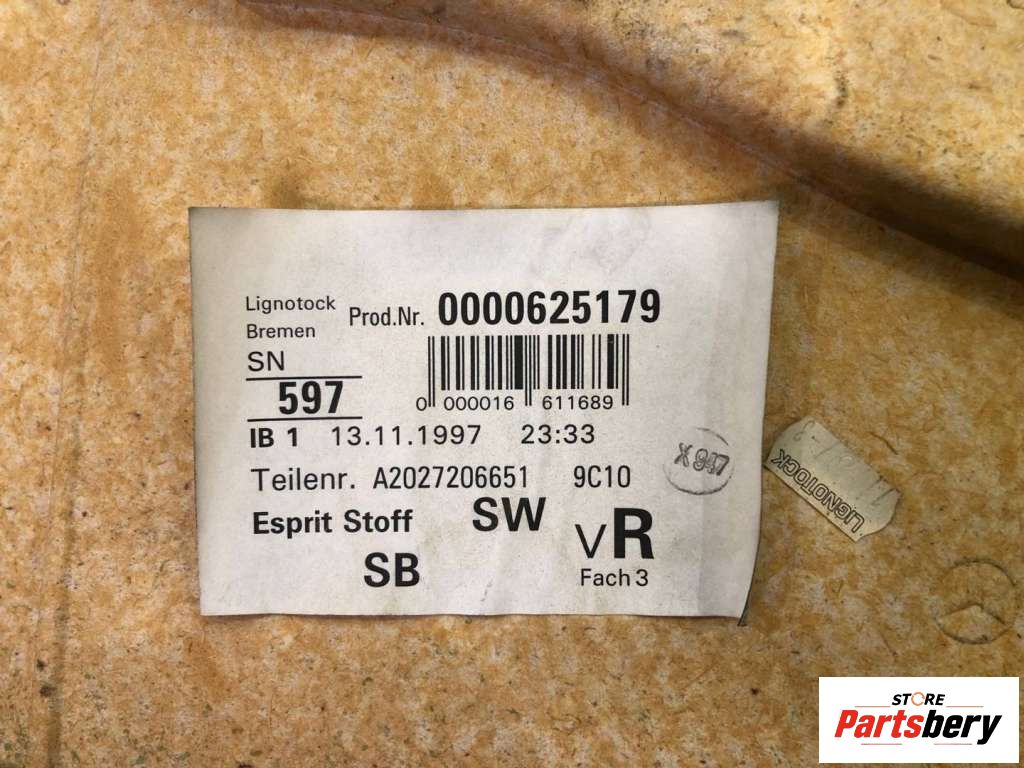 Lignotock
Bremen
Prod.Nr. 0000625179
SN
597
0 000016 611689
IB 1 13.11.1997 23:33
X 947
Teilenr. A2027206651 9C10
Esprit Stoff SW
SB
VR
Fach 3
LIGNOTOCK
STORE
Partsbery